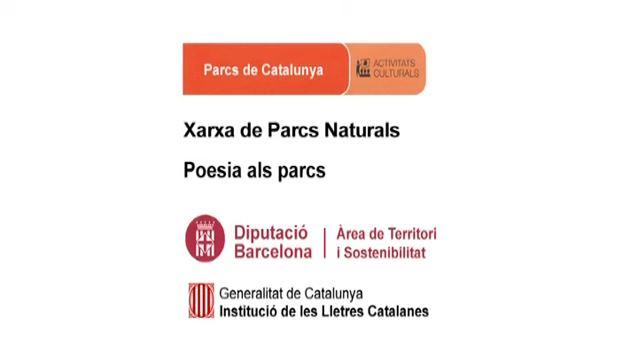 Parcs de Catalunya
ACTIVITATS
CULTURALS
Xarxa de Parcs Naturals
Poesia als parcs
Diputació
Barcelona
Àrea de Territori
i Sostenibilitat
Generalitat de Catalunya
Institució de les Lletres Catalanes